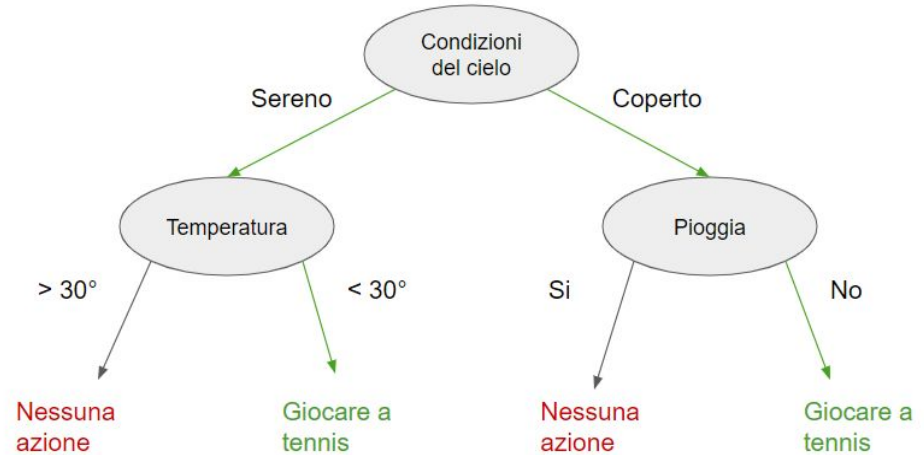 Condizioni
del cielo
Sereno
Coperto
Temperatura
Pioggia
> 30°
< 30°
Si
No
Nessuna
azione
Giocare a
tennis
Nessuna
azione
Giocare a
tennis